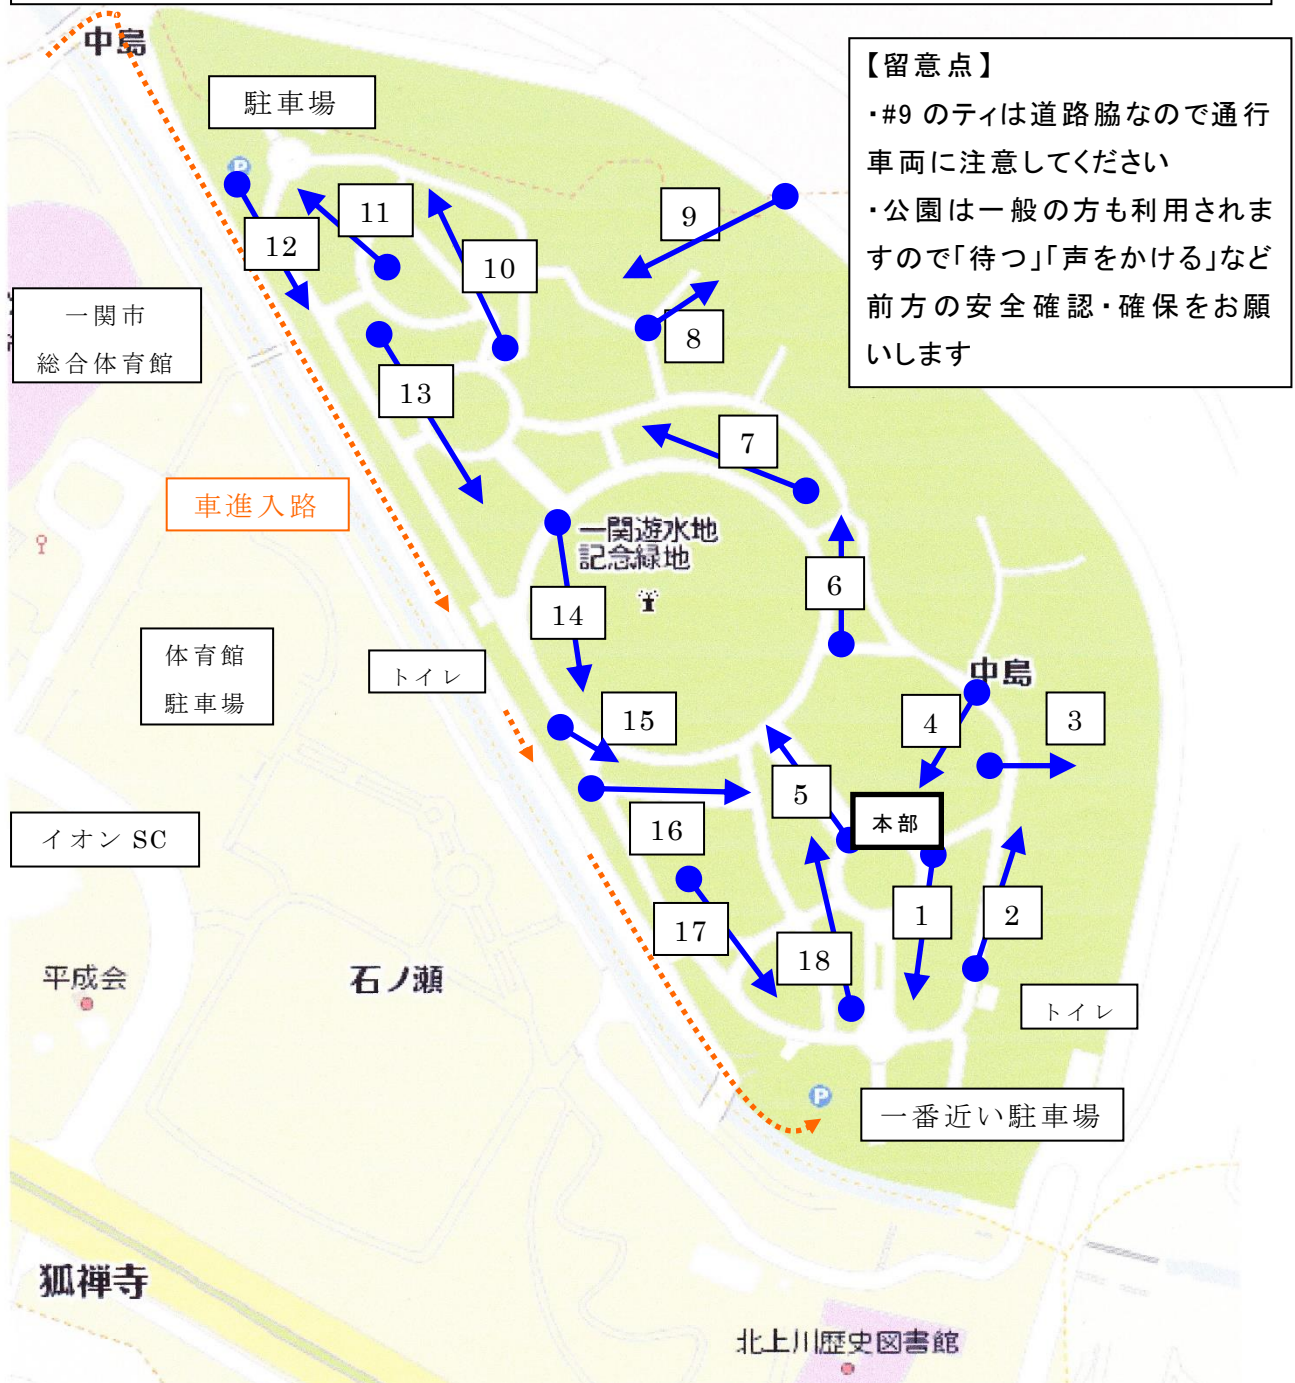 中島
駐車場
【留意点】
・#9 のティは道路脇なので通行
車両に注意してください
・公園は一般の方も利用されま
すので「待つ」「声をかける」など
前方の安全確認・確保をお願
いします
11
9
12
10
一関市
総合体育館
8
13
7
車進入路
一関遊水地
記念緑地
6
14
体育館
駐車場
トイレ
中島
15
4
3
5
16
本部
イオン SC
17
1
2
18
平成会
石ノ瀬
トイレ
P
P
一番近い駐車場
狐禅寺
北上川歴史図書館